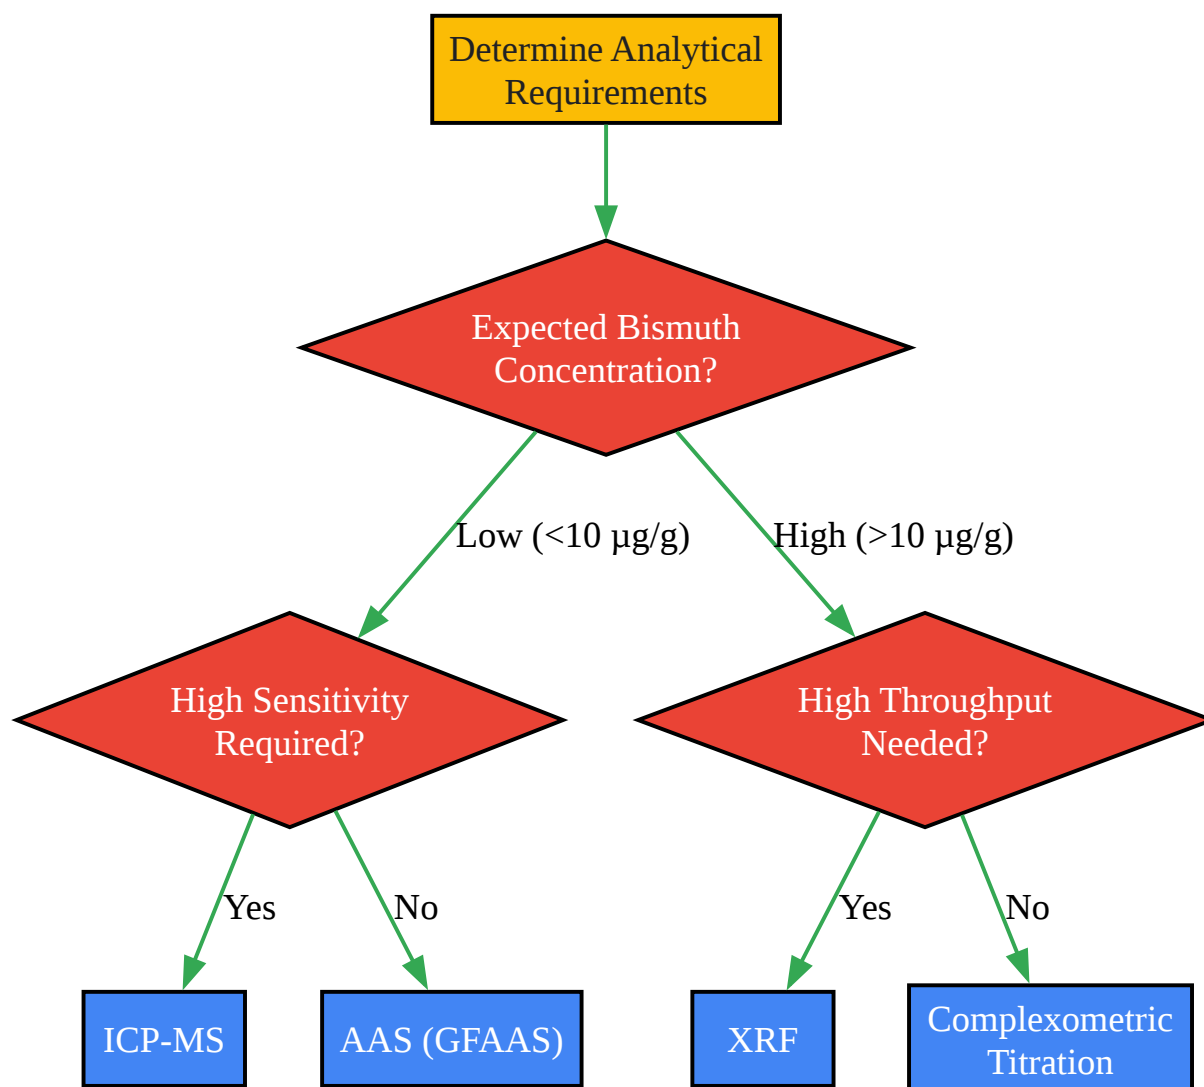 Determine Analytical
Requirements
Expected Bismuth
Concentration?
Low (<10 µg/g)
High (>10 µg/g)
High Sensitivity
Required?
High Throughput
Needed?
Yes
No
Yes
No
ICP-MS
AAS (GFAAS)
XRF
Complexometric
Titration